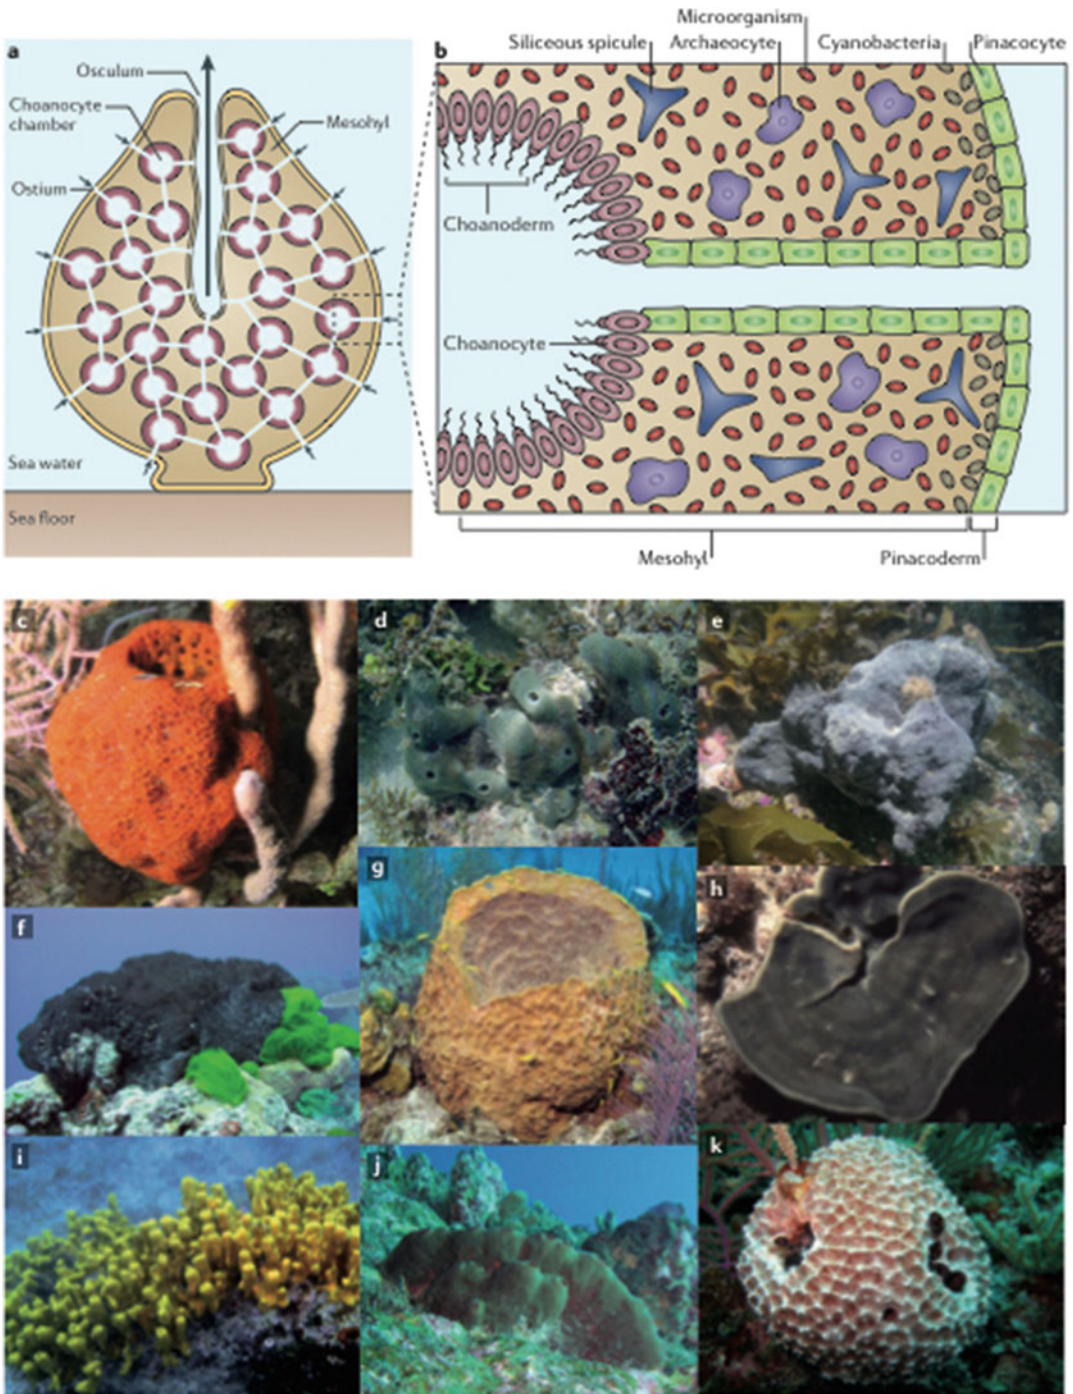 a
Osculum
Choanocyte
chamber
Mesohyl
Ostium
Sea water
Sea floor
b
Microorganism
Siliceous spicule
Archaeocyte
Cyanobacteria
Pinacocyte
Choanoderm
Choanocyte
Mesohyl
Pinacoderm
c
d
e
f
g
h
i
j
k